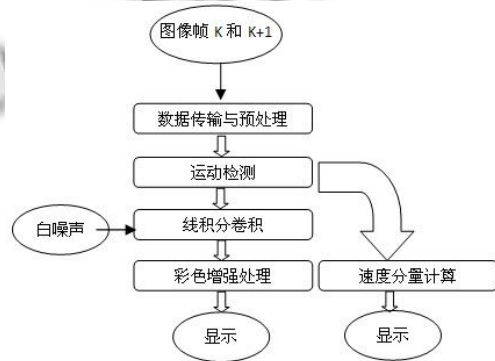 图像帧 K 和 K+1
数据传输与预处理
运动检测
白噪声
线积分卷积
彩色增强处理
速度分量计算
显示
显示